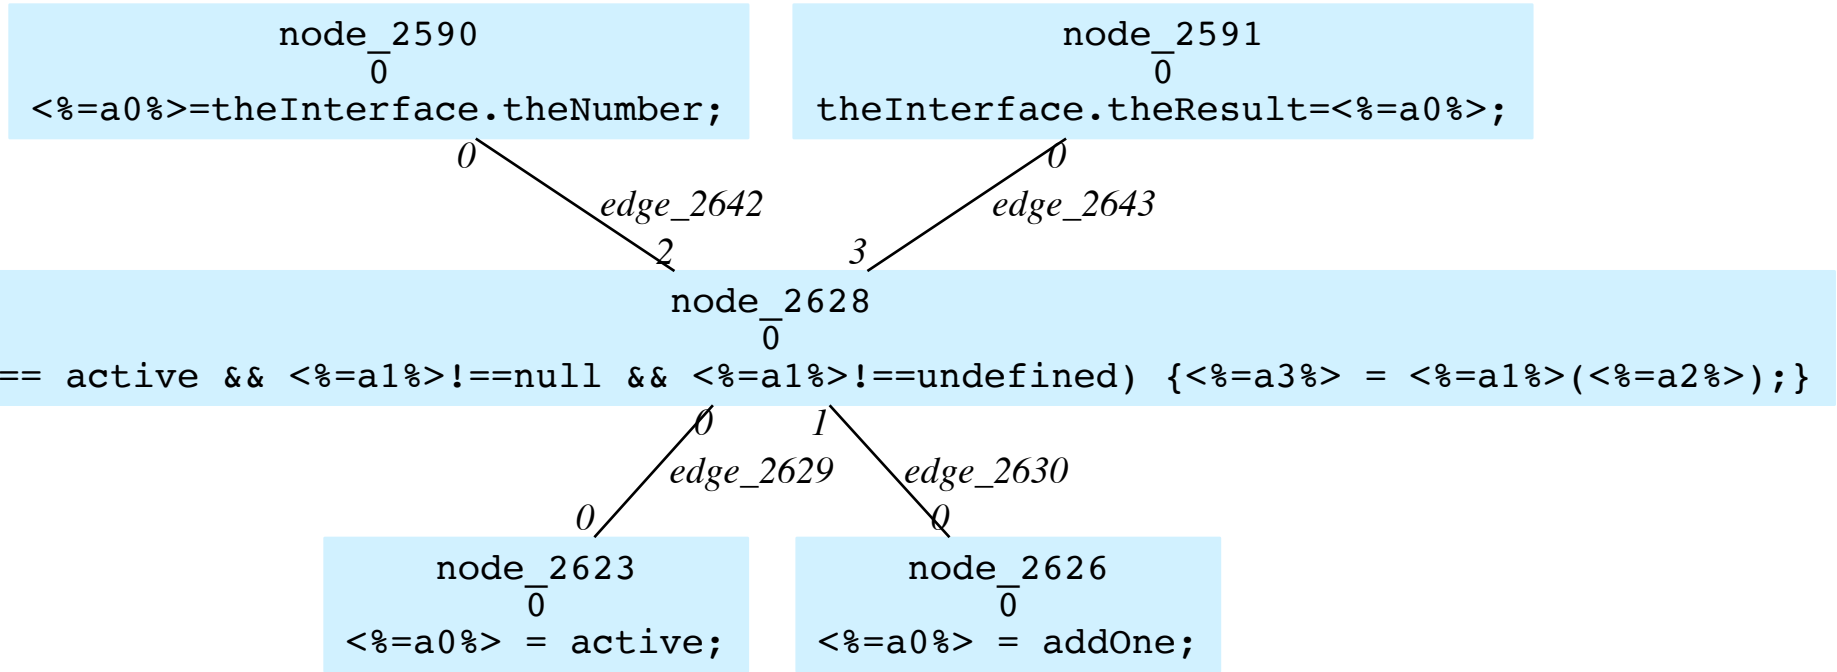 node_2590
0
<%=a0%>=theInterface.theNumber;
node_2591
0
theInterface.theResult=<%=a0%>;
0
0
edge_2642
edge_2643
2
3
node_2628
0
== active && <%=a1%>!==null && <%=a1%>!==undefined) {<%=a3%> = <%=a1%>(<%=a2%>);}
0
1
edge_2629
edge_2630
0
0
node_2623
0
<%=a0%> = active;
node_2626
0
<%=a0%> = addOne;